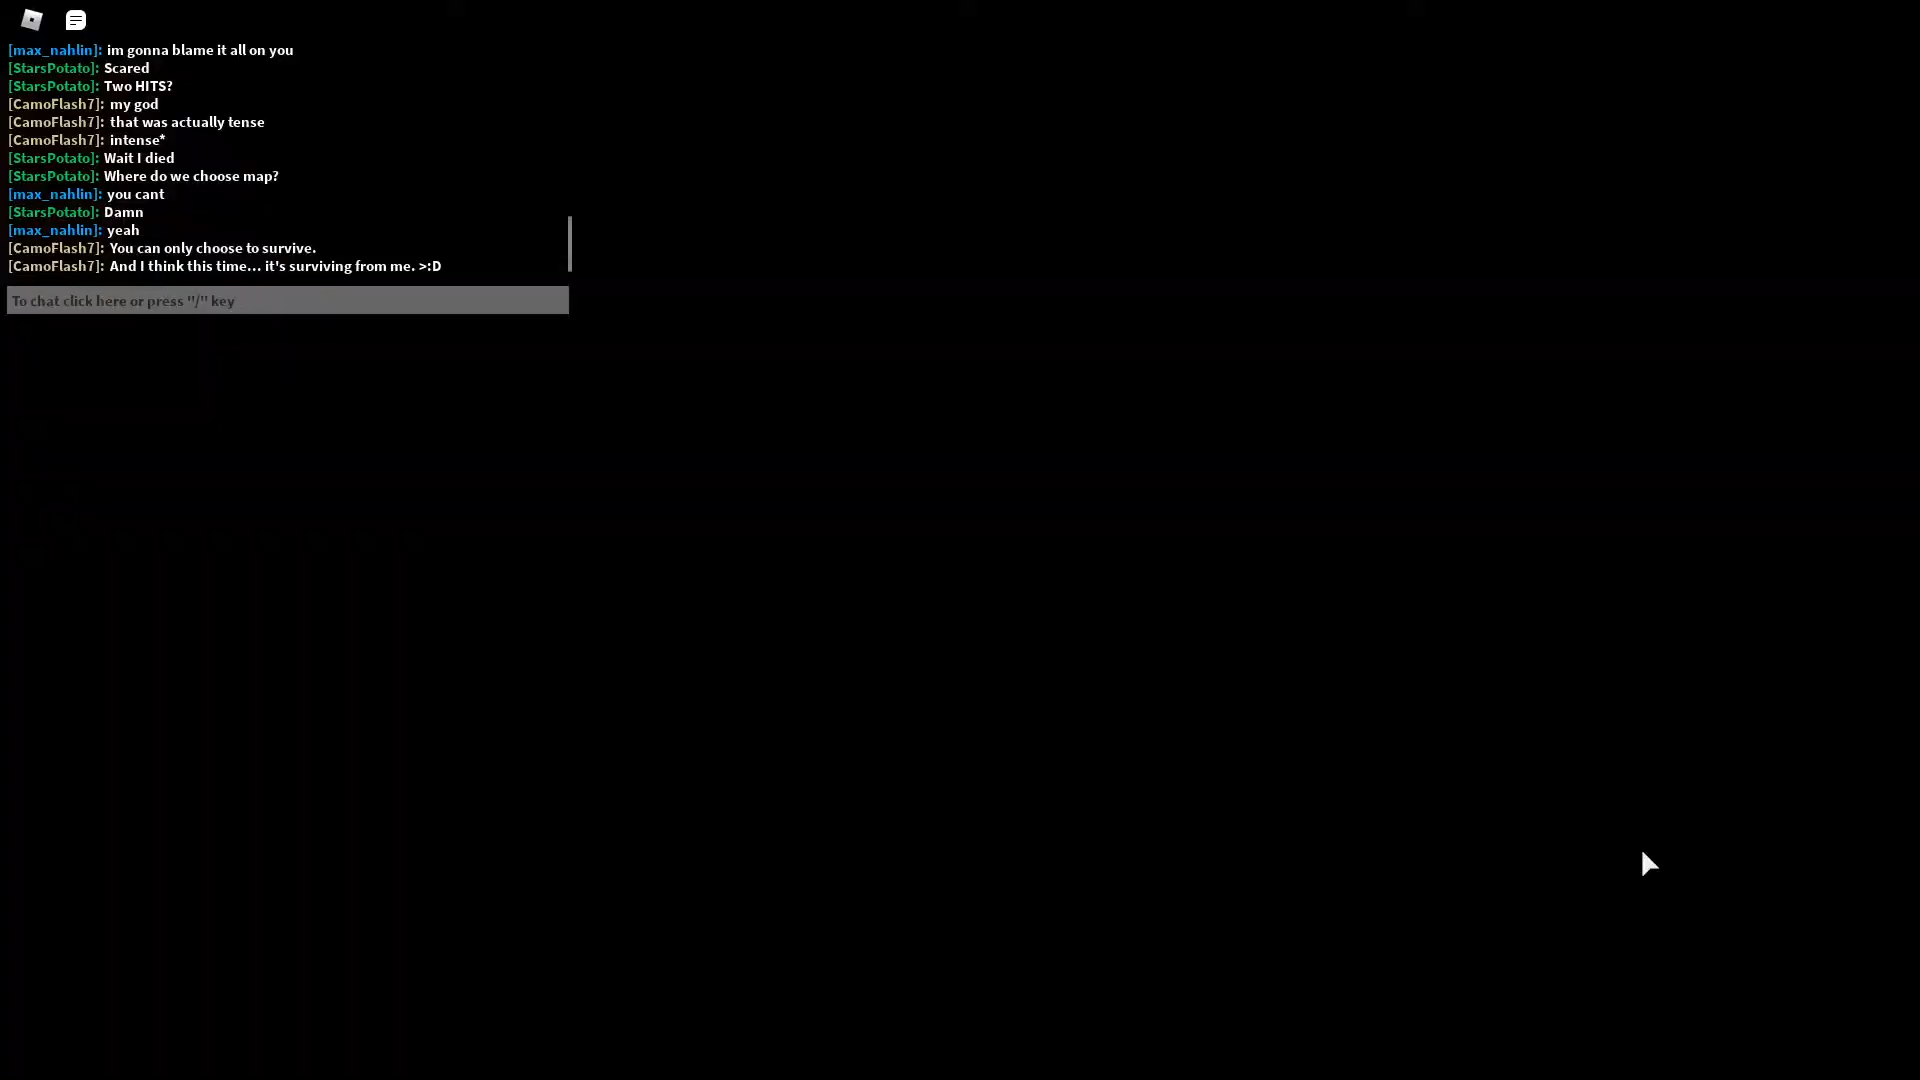 [max_nahlin]: im gonna blame it all on you
[StarsPotato]: Scared
[StarsPotato]: Two HITS?
[CamoFlash7]: my god
[CamoFlash7]: that was actually tense
[CamoFlash7]: intense*
[StarsPotato]: Wait I died
[StarsPotato]: Where do we choose map?
[max_nahlin]: you cant
[StarsPotato]: Damn
[max_nahlin]: yeah
[CamoFlash7]: You can only choose to survive.
[CamoFlash7]: And I think this time... it's surviving from me. >:D
To chat click here or press "/" key